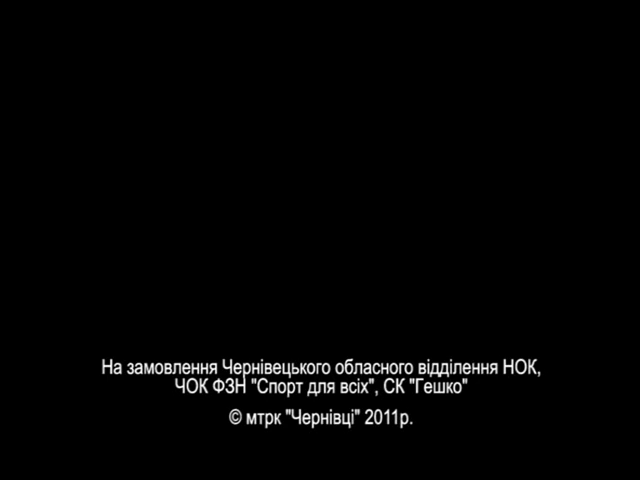 На замовлення Чернівецького обласного відділення НОК,
ЧОК ФЗН "Спорт для всіх", СК "Гешко"
© мтрк "Чернівці" 2011р.